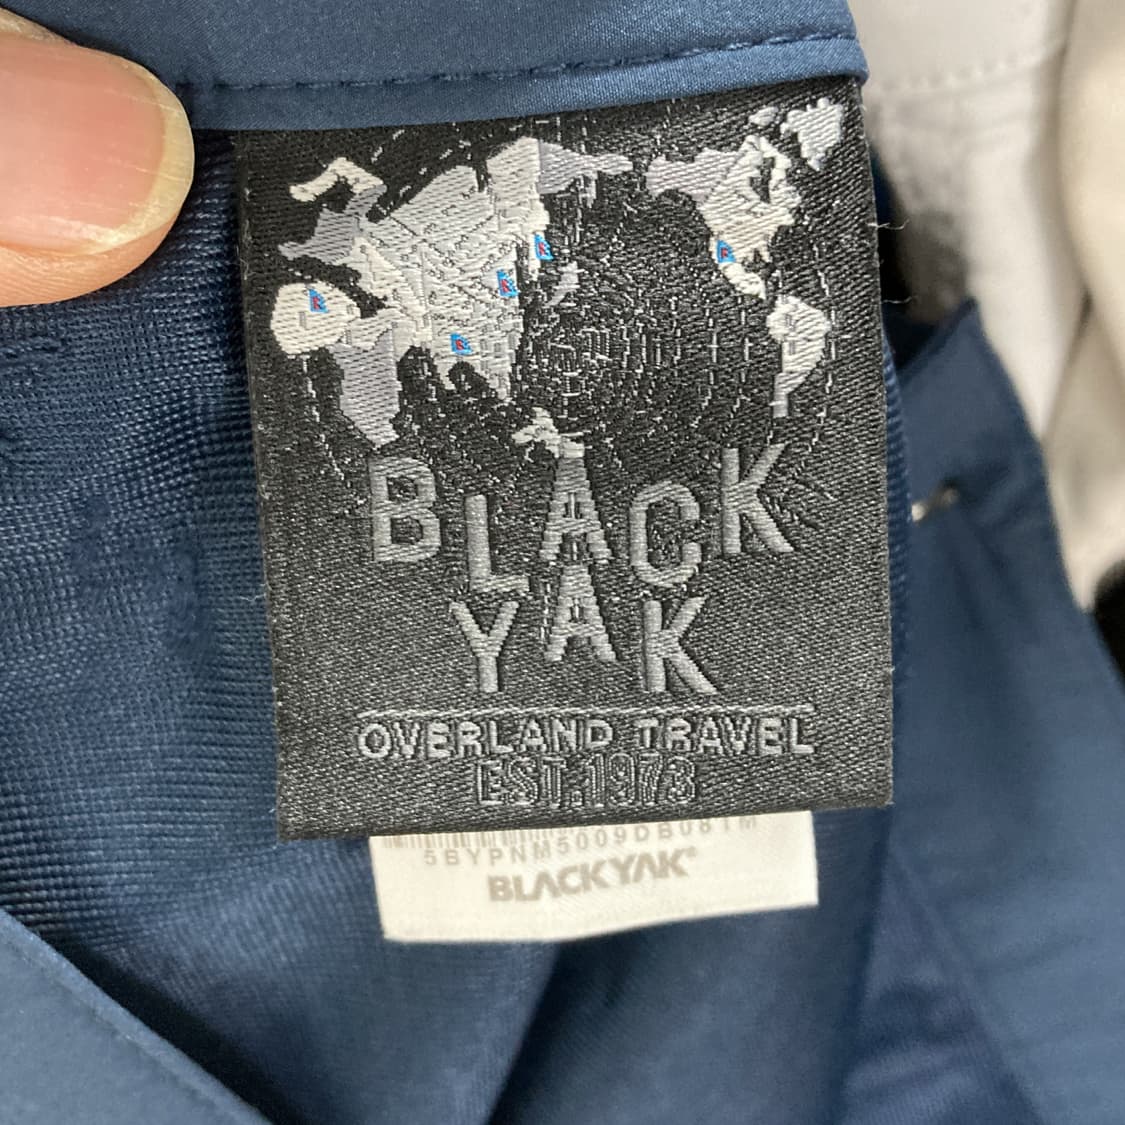 BLACK
YAK
OVERLAND TRAVEL
EST.1973
5BYPNM5009DB081M
BLACKYAK®